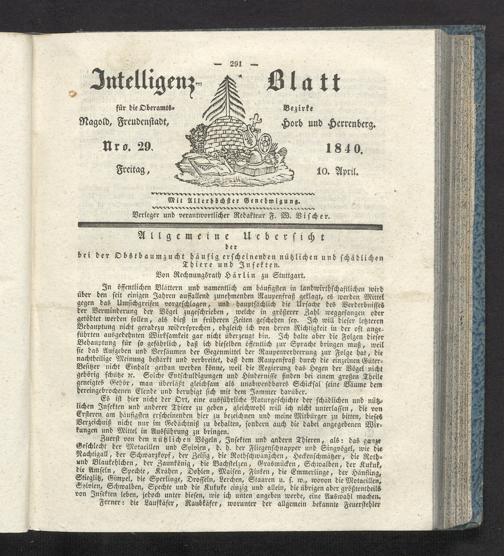 — 291 —
Intelligenz- Blatt
für die Oberamts- Bezirke
Nagold, Freudenstadt, Horb und Herrenberg.
Nro. 29. 1840.
Freitag, 10. April.
Mit Allerhöchster Genehmigung.
Verleger und verantwortlicher Redakteur F. W. Vischer.
Allgemeine Uebersicht
der
bei der Obstbaumzucht häufig erscheinenden nützlichen und schädlichen
Thiere und Insekten.
Von Rechnungsrath Härlin zu Stuttgart.
In öffentlichen Blättern und namentlich am häufigsten in landwirthschaftlichen wird
über den seit einigen Jahren auffallend zunehmenden Raupenfraß geklagt, es werden Mittel
gegen das Umsichgreifen vorgeschlagen, und hauptsächlich die Ursache des Verderbnisses
der Verminderung der Vögel zugeschrieben, welche in größerer Zahl weggefangen oder
getödtet werden sollen, als dieß in früheren Zeiten geschehen sey. Ich will dieser letzteren
Behauptung nicht geradezu widersprechen, obgleich ich von deren Richtigkeit in der oft ange-
führten ausgedehnten Wirksamkeit gar nicht überzeugt bin. Ich halte aber die Folgen dieser
Behauptung für so gefährlich, daß ich dieselben öffentlich zur Sprache bringen muß, weil
sie das Aufgeben und Versäumen der Gegenmittel der Raupenverheerung zur Folge hat, die
nachtheilige Meinung bestärkt und verbreitet, daß dem Raupenfraß durch die einzelnen Güter-
Besitzer nicht Einhalt gethan werden könne, weil die Regierung das Hegen der Vögel nicht
gehörig schütze ꝛc. Solche Entschuldigungen und Hindernisse finden bei einem großen Theile
geneigtes Gehör, man überläßt gleichsam als unabwendbares Schicksal seine Bäume dem
hereingebrochenen Elende und beruhigt sich mit dem Jammer darüber.
Es ist hier nicht der Ort, eine ausführliche Naturgeschichte der schädlichen und nütz-
lichen Insekten und anderer Thiere zu geben, gleichwohl will ich nicht unterlassen, die von
Ersteren am häufigsten erscheinenden hier zu bezeichnen und meine Mitbürger zu bitten, dieses
Verzeichniß nicht nur im Gedächtniß zu behalten, sondern auch die dabei angegebenen Wir-
kungen und Mittel in Ausführung zu bringen.
Zuerst von den nützlichen Vögeln, Insekten und andern Thieren, als: das ganze
Geschlecht der Motacillen Sylvien, d. h. der Fliegenschnapper und Singvögel, wie die
Nachtigall, der Schwarzkopf, der Zeisig, die Rothschwänzchen, Heckenschmätzer, die Roth-
und Blaukehlchen, der Zaunkönig, die Bachstelzen, Grasmücken, Schwalben, der Kukuk,
die Amseln, Spechte, Krähen, Dohlen, Maisen, Finken, die Emmerlinge, der Hänfling,
Stieglitz, Gimpel, die Sperlinge, Drosseln, Lerchen, Staaren u. s. w., wovon die Motacillen,
Sylvien, Schwalben, Spechte und die Kukuke einzig und allein, die übrigen größtentheils
von Insekten leben, jedoch unter diesen, wie ich unten angeben werde, eine Auswahl machen.
Ferner: die Laufkäfer, Raubkäfer, worunter der allgemein bekannte Feuerstehler